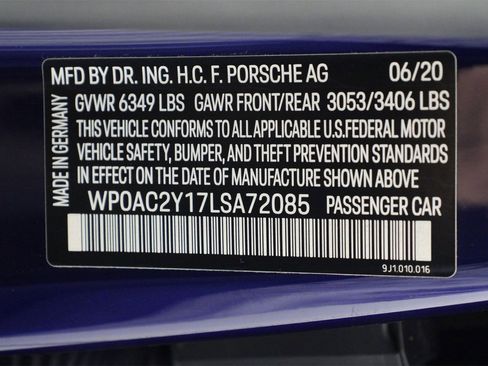 MFD BY DR. ING. H.C. F. PORSCHE AG 06/20
GVWR 6349 LBS GAWR FRONT/REAR 3053/3406 LBS
THIS VEHICLE CONFORMS TO ALL APPLICABLE U.S.FEDERAL MOTOR
VEHICLE SAFETY, BUMPER, AND THEFT PREVENTION STANDARDS
IN EFFECT ON THE DATE OF MANUFACTURE SHOWN ABOVE
WP0AC2Y17LSA72085 PASSENGER CAR
9J1.010.016
MADE IN GERMANY